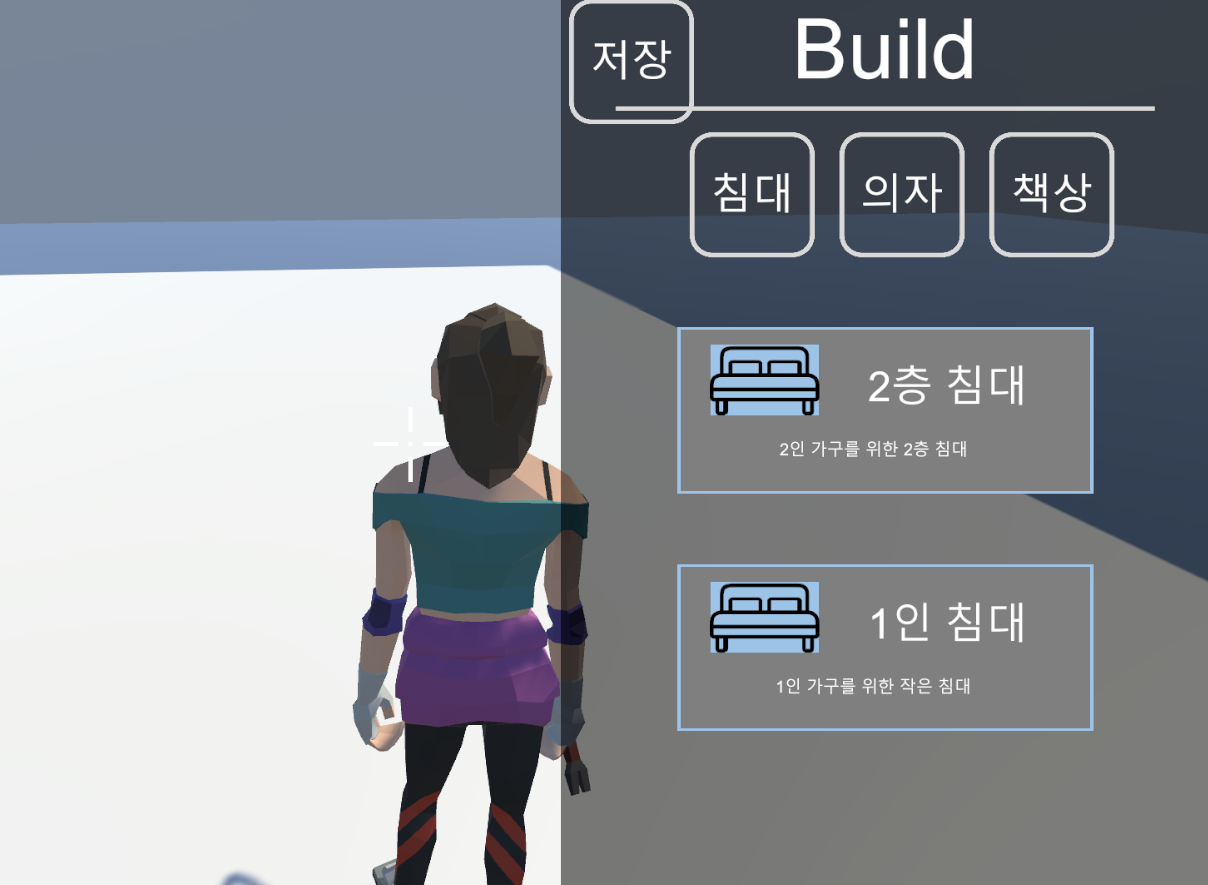 저장
Build
침대
의자
책상
2층 침대
2인 가구를 위한 2층 침대
1인 침대
1인 가구를 위한 작은 침대